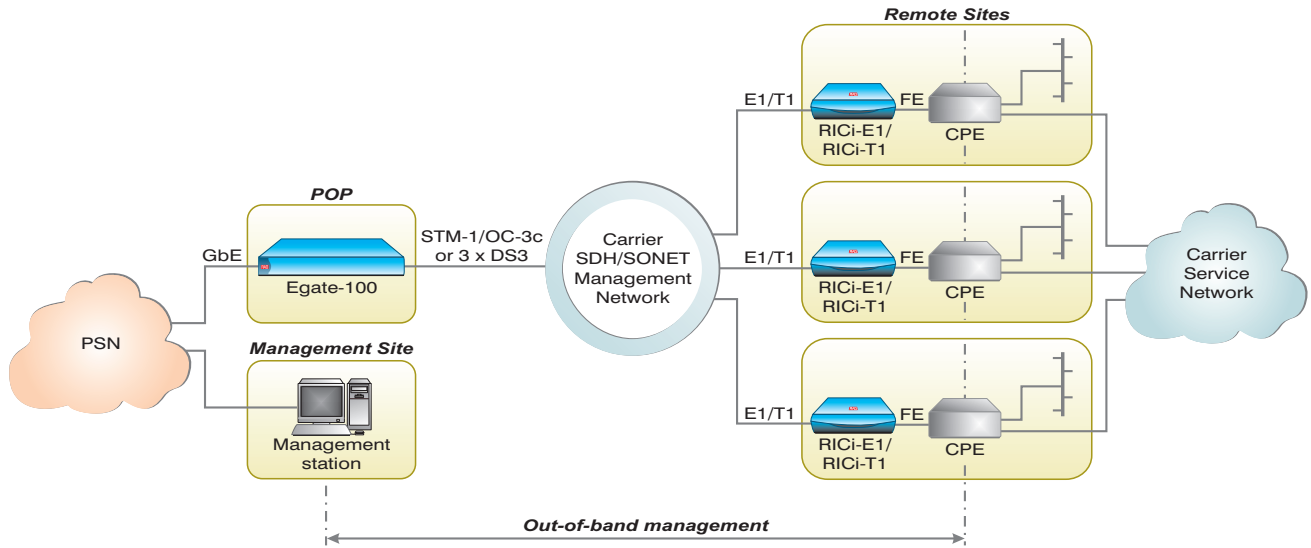 Remote Sites
E1/T1
FE
RICi-E1/
RICi-T1
CPE
POP
GbE
Egate-100
STM-1/OC-3c
or 3 x DS3
Carrier
SDH/SONET
Management
Network
E1/T1
FE
RICi-E1/
RICi-T1
CPE
Carrier
Service
Network
PSN
Management Site
Management
station
E1/T1
FE
RICi-E1/
RICi-T1
CPE
Out-of-band management